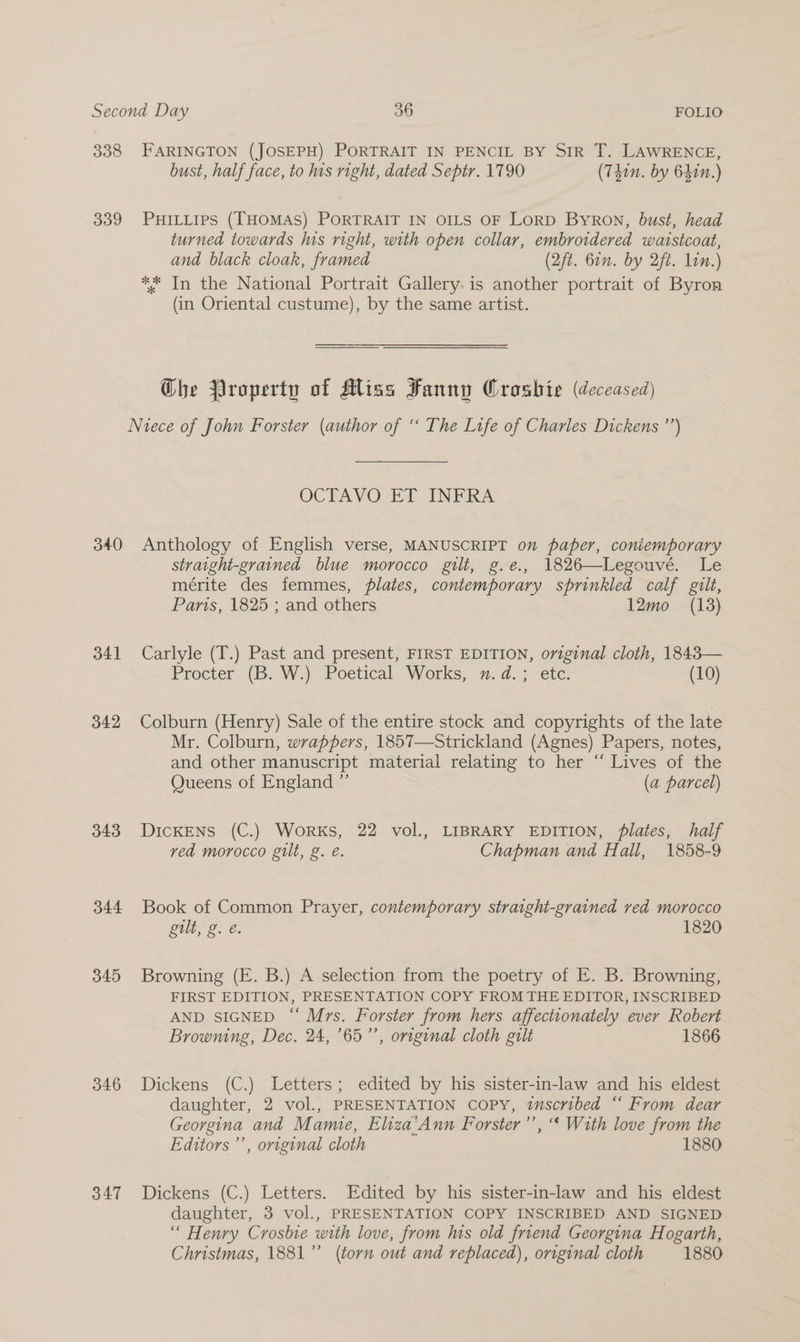 Second Day 36 FOLIO
338 FARINGTON (JOSEPH) PORTRAIT IN PENCIL BY SIR T. LAWRENCE,
bust, half face, to his right, dated Septr. 1790 (7½in. by 6½in.)
339 PHILLIPS (THOMAS) PORTRAIT IN OILS OF LORD BYRON, bust, head
turned towards his right, with open collar, embroidered waistcoat,
and black cloak, framed (2ft. 6in. by 2ft. 1in.)
*** In the National Portrait Gallery is another portrait of Byron
(in Oriental custume), by the same artist.
The Property of Miss Fanny Crosbie (deceased)
Niece of John Forster (author of “ The Life of Charles Dickens ”)
OCTAVO ET INFRA
340 Anthology of English verse, MANUSCRIPT on paper, contemporary
straight-grained blue morocco gilt, g.e., 1826—Legouvé. Le
mérite des femmes, plates, contemporary sprinkled calf gilt,
Paris, 1825 ; and others 12mo (13)
341 Carlyle (T.) Past and present, FIRST EDITION, original cloth, 1843—
Procter (B. W.) Poetical Works, n.d. ; etc. (10)
342 Colburn (Henry) Sale of the entire stock and copyrights of the late
Mr. Colburn, wrappers, 1857—Strickland (Agnes) Papers, notes,
and other manuscript material relating to her “ Lives of the
Queens of England ” (a parcel)
343 DICKENS (C.) WORKS, 22 vol., LIBRARY EDITION, plates, half
red morocco gilt, g. e. Chapman and Hall, 1858-9
344 Book of Common Prayer, contemporary straight-grained red morocco
gilt, g. e. 1820
345 Browning (E. B.) A selection from the poetry of E. B. Browning,
FIRST EDITION, PRESENTATION COPY FROM THE EDITOR, INSCRIBED
AND SIGNED “ Mrs. Forster from hers affectionately ever Robert
Browning, Dec. 24, ’65 ”, original cloth gilt 1866
346 Dickens (C.) Letters ; edited by his sister-in-law and his eldest
daughter, 2 vol., PRESENTATION COPY, inscribed “ From dear
Georgina and Mamie, Eliza Ann Forster ”, “ With love from the
Editors ”, original cloth 1880
347 Dickens (C.) Letters. Edited by his sister-in-law and his eldest
daughter, 3 vol., PRESENTATION COPY INSCRIBED AND SIGNED
“ Henry Crosbie with love, from his old friend Georgina Hogarth,
Christmas, 1881 ” (torn out and replaced), original cloth 1880